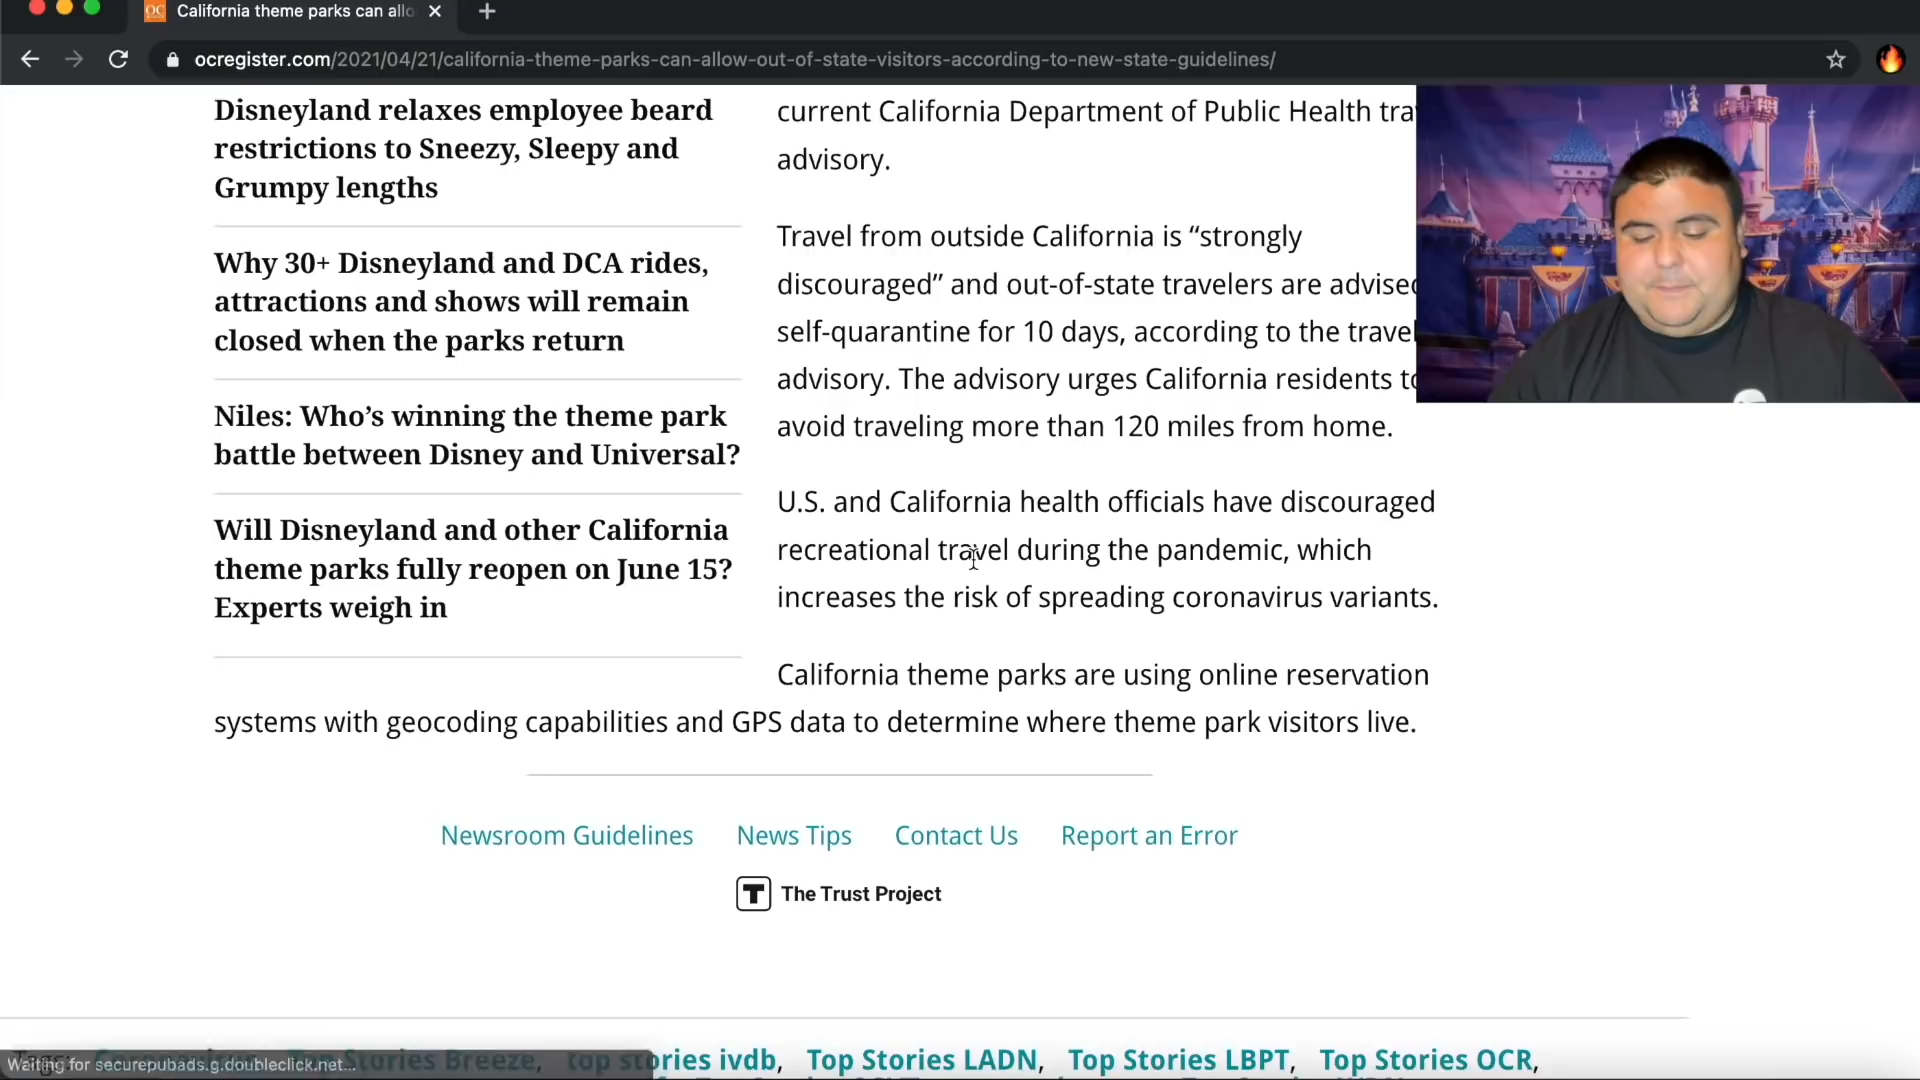 OC
California theme parks can allo
ocregister.com/2021/04/21/california-theme-parks-can-allow-out-of-state-visitors-according-to-new-state-guidelines/
Disneyland relaxes employee beard
restrictions to Sneezy, Sleepy and
Grumpy lengths
Why 30+ Disneyland and DCA rides,
attractions and shows will remain
closed when the parks return
Niles: Who’s winning the theme park
battle between Disney and Universal?
Will Disneyland and other California
theme parks fully reopen on June 15?
Experts weigh in
current California Department of Public Health tra
advisory.
Travel from outside California is “strongly
discouraged” and out-of-state travelers are advised
self-quarantine for 10 days, according to the travel
advisory. The advisory urges California residents to
avoid traveling more than 120 miles from home.
U.S. and California health officials have discouraged
recreational travel during the pandemic, which
increases the risk of spreading coronavirus variants.
California theme parks are using online reservation
systems with geocoding capabilities and GPS data to determine where theme park visitors live.
Newsroom Guidelines News Tips Contact Us Report an Error
T The Trust Project
Stories Breeze, top stories ivdb, Top Stories LADN, Top Stories LBPT, Top Stories OCR,
Waiting for securepubads.g.doubleclick.net...